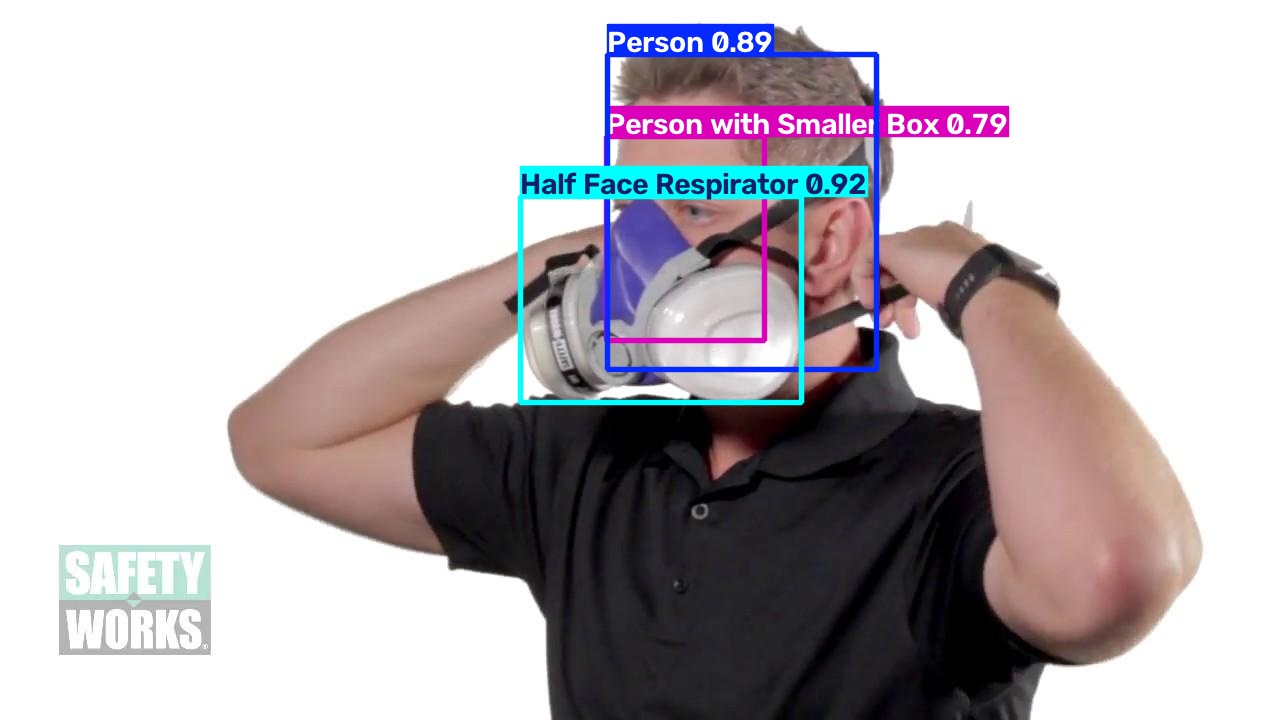 Person 0.89
Person with Smaller Box 0.79
Half Face Respirator 0.92
SAFETY
WORKS®